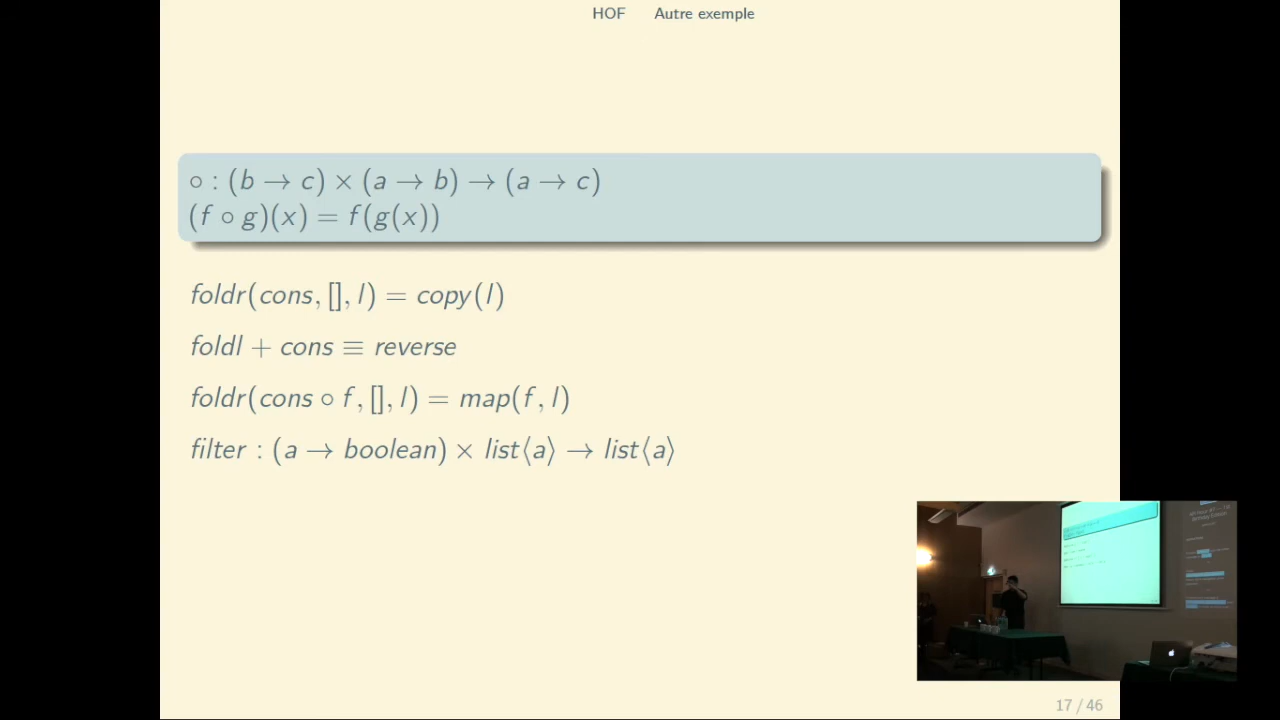 HOF Autre exemple
∘ : (b → c) × (a → b) → (a → c)
(f ∘ g)(x) = f(g(x))
foldr(cons, [], l) = copy(l)
foldl + cons ≡ reverse
foldr(cons ∘ f, [], l) = map(f, l)
filter : (a → boolean) × list⟨a⟩ → list⟨a⟩
17 / 46